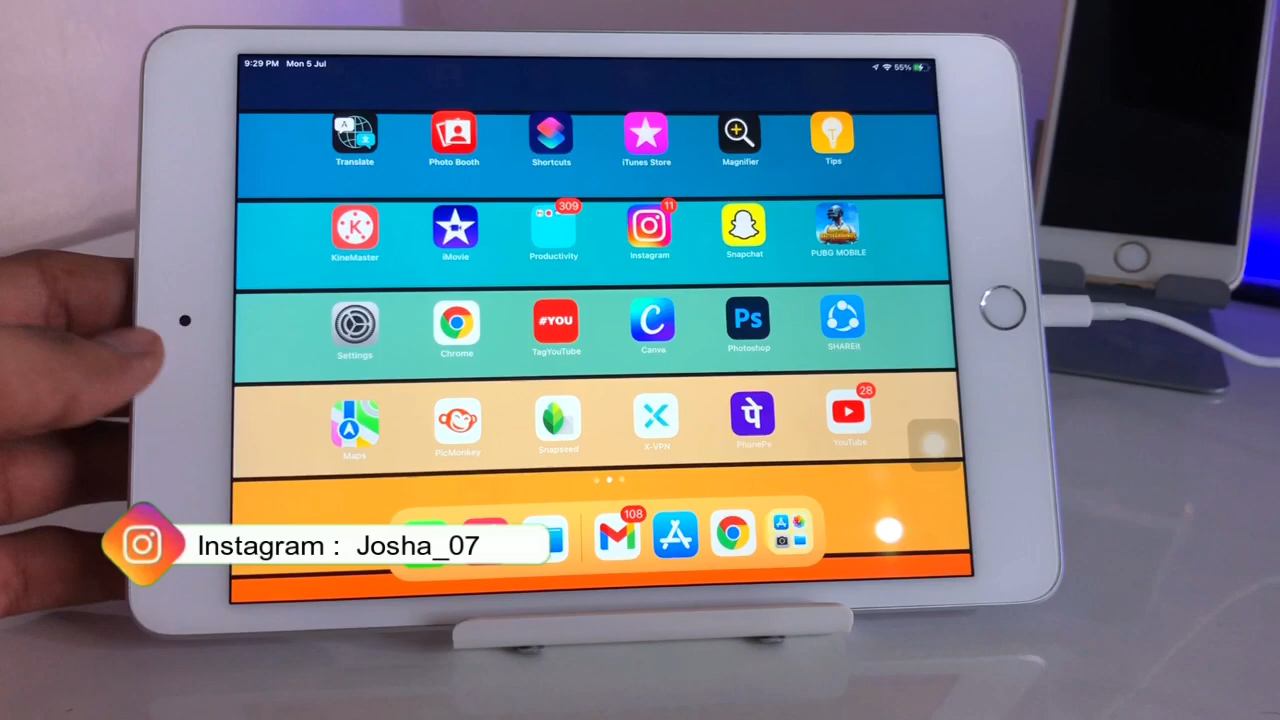 9:29 PM Mon 5 Jul
55%
Translate
Photo Booth
Shortcuts
iTunes Store
Magnifier
Tips
309
11
KineMaster
iMovie
Productivity
Instagram
Snapchat
PUBG MOBILE
#YOU
Ps
Settings
Chrome
TagYouTube
Canva
Photoshop
SHAREit
28
पे
Maps
PicMonkey
Snapseed
X-VPN
PhonePe
YouTube
108
Instagram : Josha_07